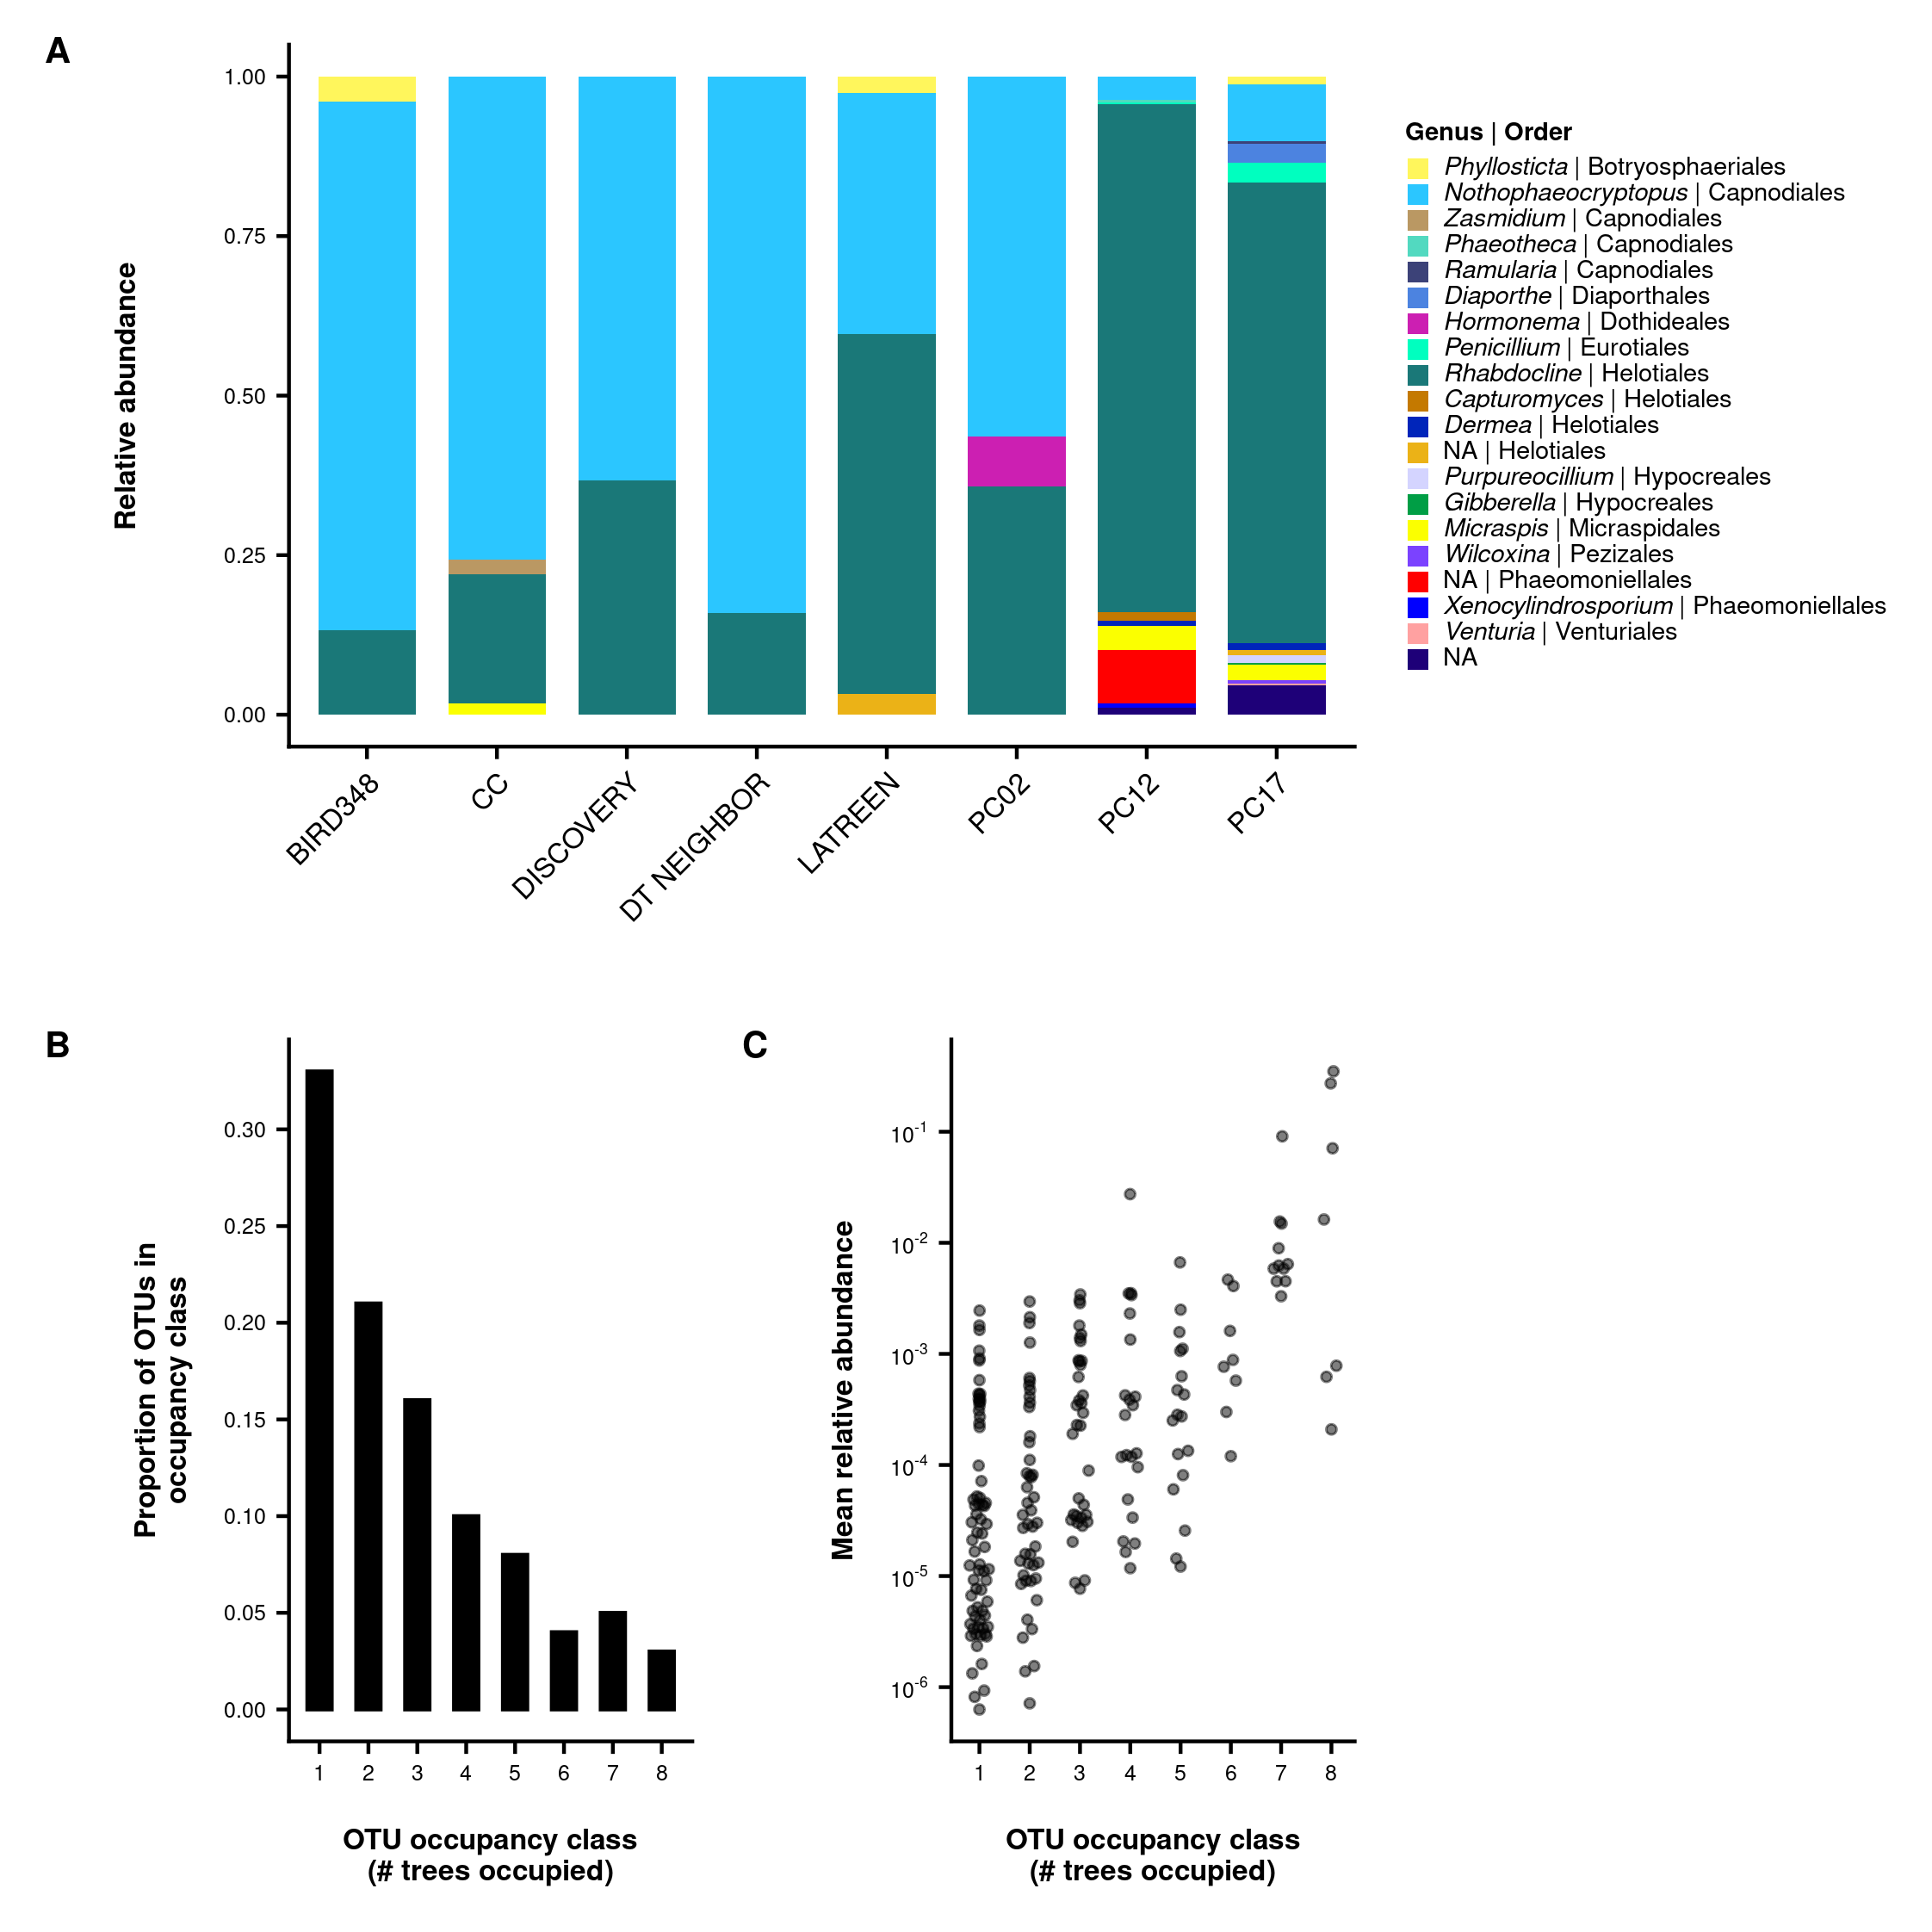 A
Relative abundance
1.00
0.75
0.50
0.25
0.00
BIRD348
CC
DISCOVERY
DT NEIGHBOR
LATREEN
PC02
PC12
PC17
Genus | Order
Phyllosticta | Botryosphaeriales
Nothophaeocryptopus | Capnodiales
Zasmidium | Capnodiales
Phaeotheca | Capnodiales
Ramularia | Capnodiales
Diaporthe | Diaporthales
Hormonema | Dothideales
Penicillium | Eurotiales
Rhabdocline | Helotiales
Capturomyces | Helotiales
Dermea | Helotiales
NA | Helotiales
Purpureocillium | Hypocreales
Gibberella | Hypocreales
Micraspis | Micraspidales
Wilcoxina | Pezizales
NA | Phaeomoniellales
Xenocylindrosporium | Phaeomoniellales
Venturia | Venturiales
NA
B
Proportion of OTUs in
occupancy class
0.30
0.25
0.20
0.15
0.10
0.05
0.00
1 2 3 4 5 6 7 8
OTU occupancy class
(# trees occupied)
C
Mean relative abundance
10⁻¹
10⁻²
10⁻³
10⁻⁴
10⁻⁵
10⁻⁶
1 2 3 4 5 6 7 8
OTU occupancy class
(# trees occupied)